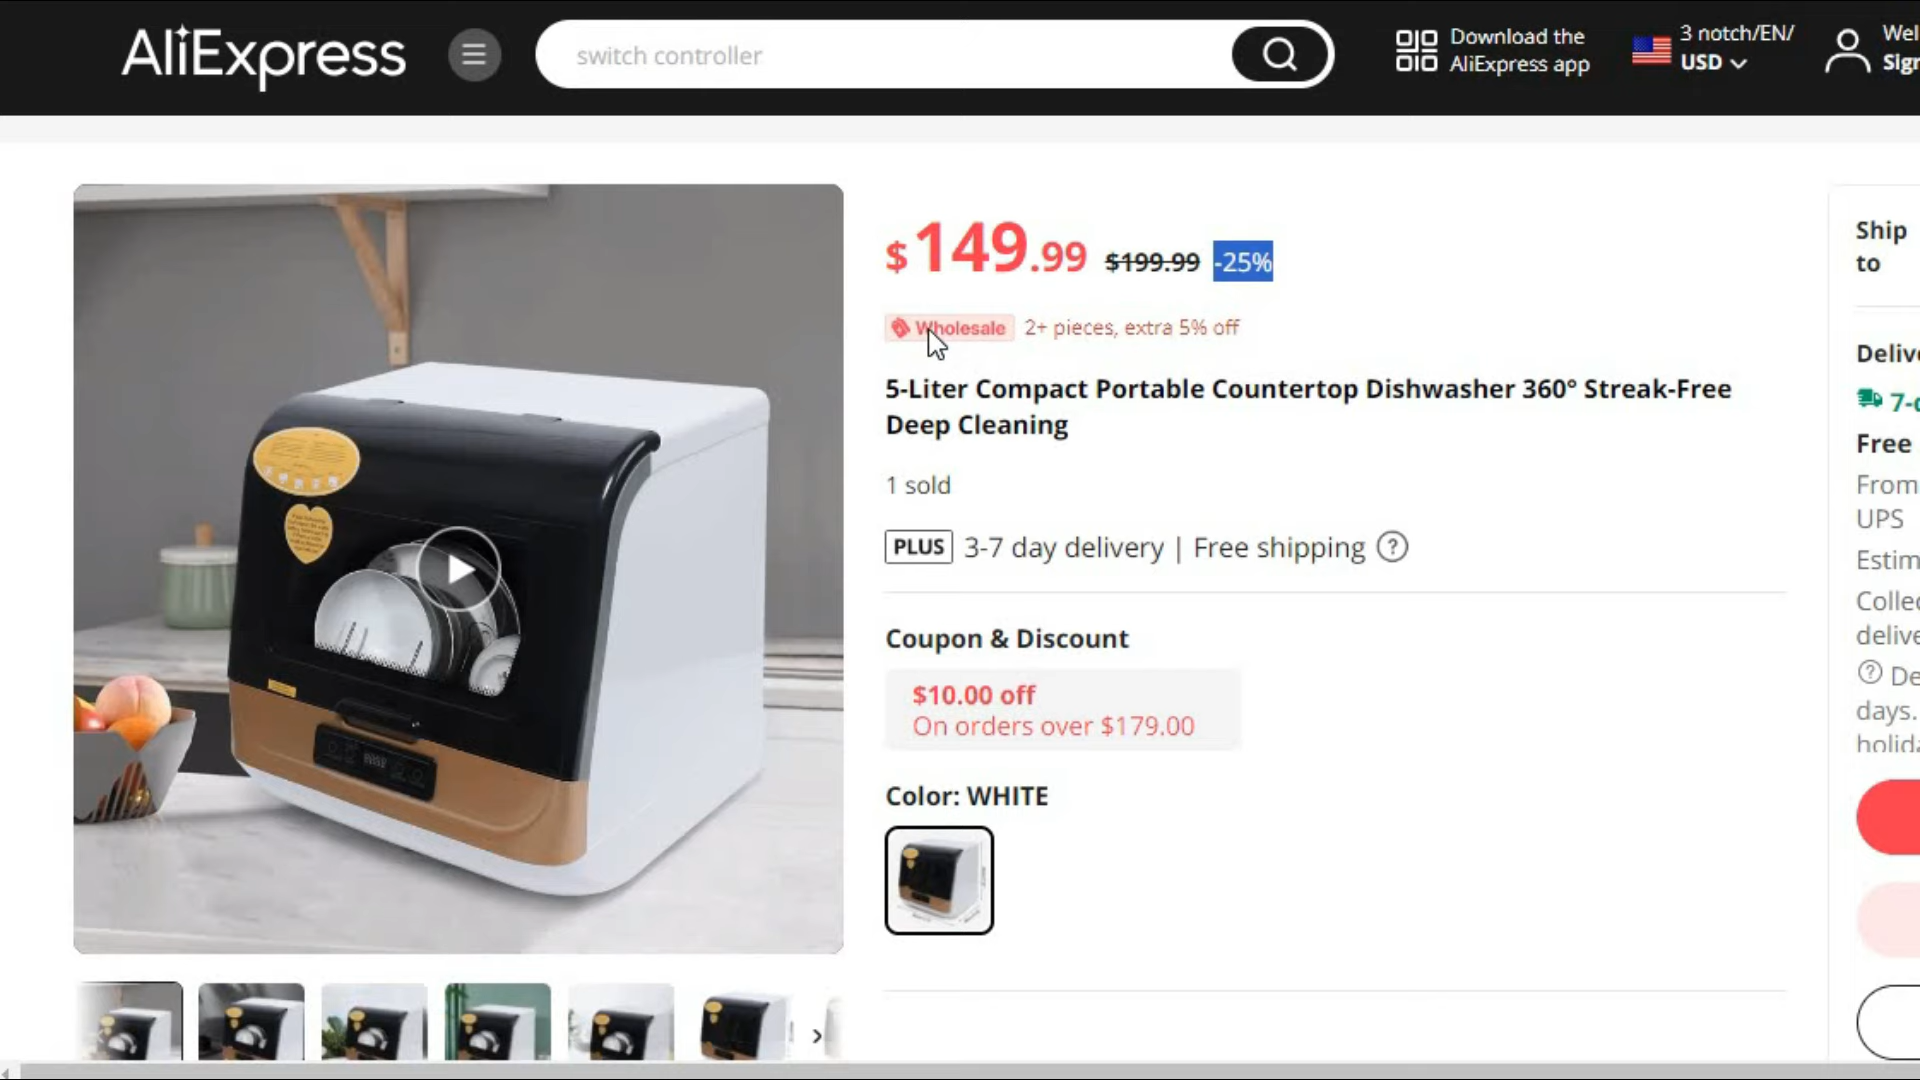 AliExpress
switch controller
Download the
AliExpress app
3 notch/EN/
USD
Wel
Sign
$149.99 $199.99 -25%
Wholesale 2+ pieces, extra 5% off
5-Liter Compact Portable Countertop Dishwasher 360° Streak-Free
Deep Cleaning
1 sold
PLUS 3-7 day delivery | Free shipping ?
Coupon & Discount
$10.00 off
On orders over $179.00
Color: WHITE
Ship
to
Delive
7-d
Free
From
UPS
Estim
Collec
delive
? De
days.
holida